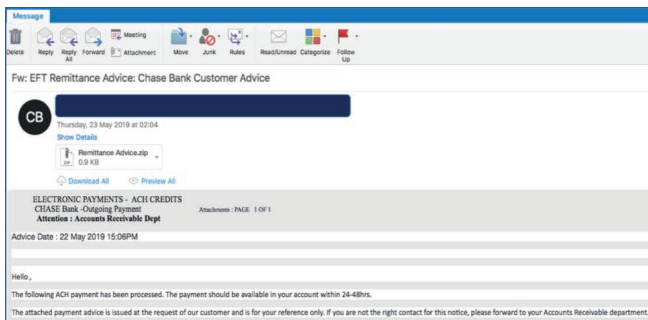 Message
Meeting
Delete Reply Reply All Forward Attachment Move Junk Rules Read/Unread Categorize Follow Up
Fw: EFT Remittance Advice: Chase Bank Customer Advice
CB
Thursday, 23 May 2019 at 02:04
Show Details
Remittance Advice.zip
ZIP 0.9 KB
Download All Preview All
ELECTRONIC PAYMENTS - ACH CREDITS
CHASE Bank -Outgoing Payment Attachments : PAGE 1 OF 1
Attention : Accounts Receivable Dept
Advice Date : 22 May 2019 15:06PM
Hello ,
The following ACH payment has been processed. The payment should be available in your account within 24-48hrs.
The attached payment advice is issued at the request of our customer and is for your reference only. If you are not the right contact for this notice, please forward to your Accounts Receivable department.